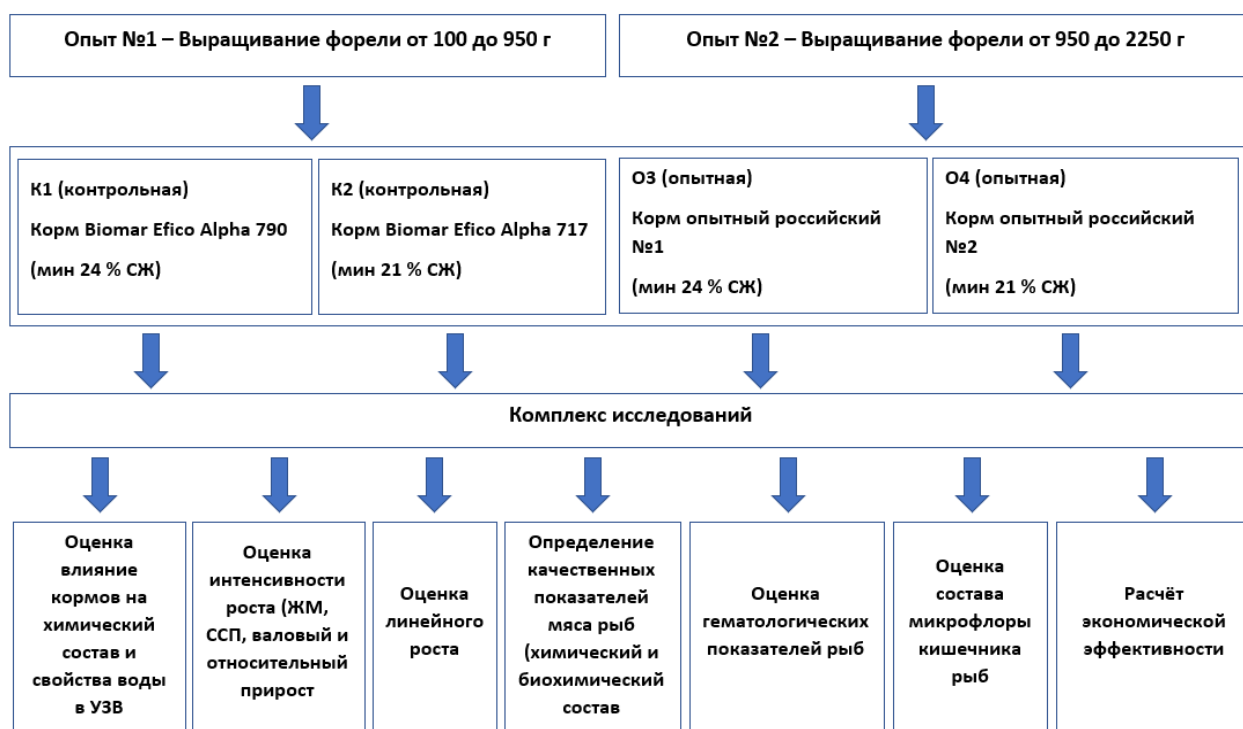 Опыт №1 – Выращивание форели от 100 до 950 г
Опыт №2 – Выращивание форели от 950 до 2250 г
К1 (контрольная)
Корм Biomar Efico Alpha 790
(мин 24 % СЖ)
К2 (контрольная)
Корм Biomar Efico Alpha 717
(мин 21 % СЖ)
О3 (опытная)
Корм опытный российский
№1
(мин 24 % СЖ)
О4 (опытная)
Корм опытный российский
№2
(мин 21 % СЖ)
Комплекс исследований
Оценка
влияние
кормов на
химический
состав и
свойства воды
в УЗВ
Оценка
интенсивности
роста (ЖМ,
ССП, валовый и
относительный
прирост
Оценка
линейного
роста
Определение
качественных
показателей
мяса рыб
(химический и
биохимический
состав
Оценка
гематологических
показателей рыб
Оценка
состава
микрофлоры
кишечника
рыб
Расчёт
экономической
эффективности